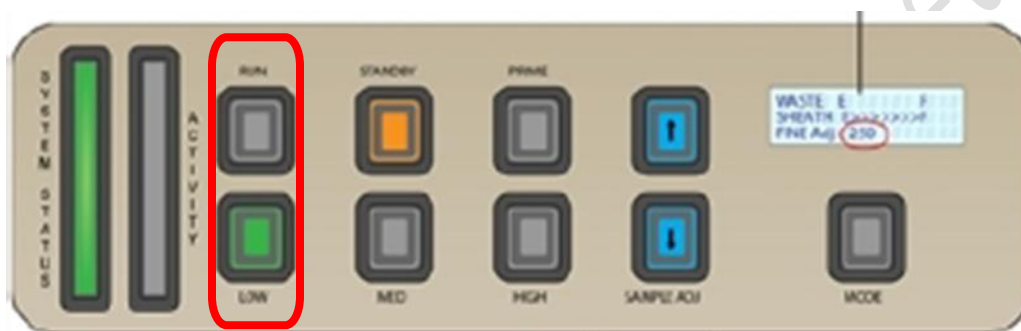 SYSTEM STATUS
ACTIVITY
RUN
STANDBY
PRIME
LOW
MED
HIGH
SAMPLE ADJ
MODE
WASTE E F
SHEATH E>>>>>>>F
FINE Adj: 250